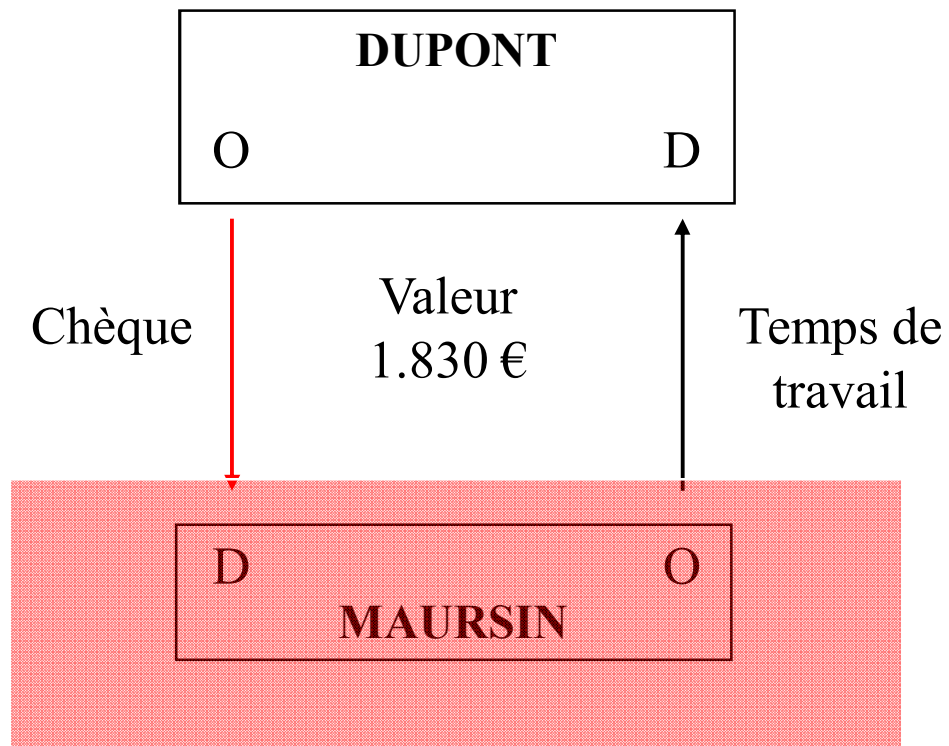 DUPONT
O D
Chèque
Valeur
1.830 €
Temps de
travail
D O
MAURSIN